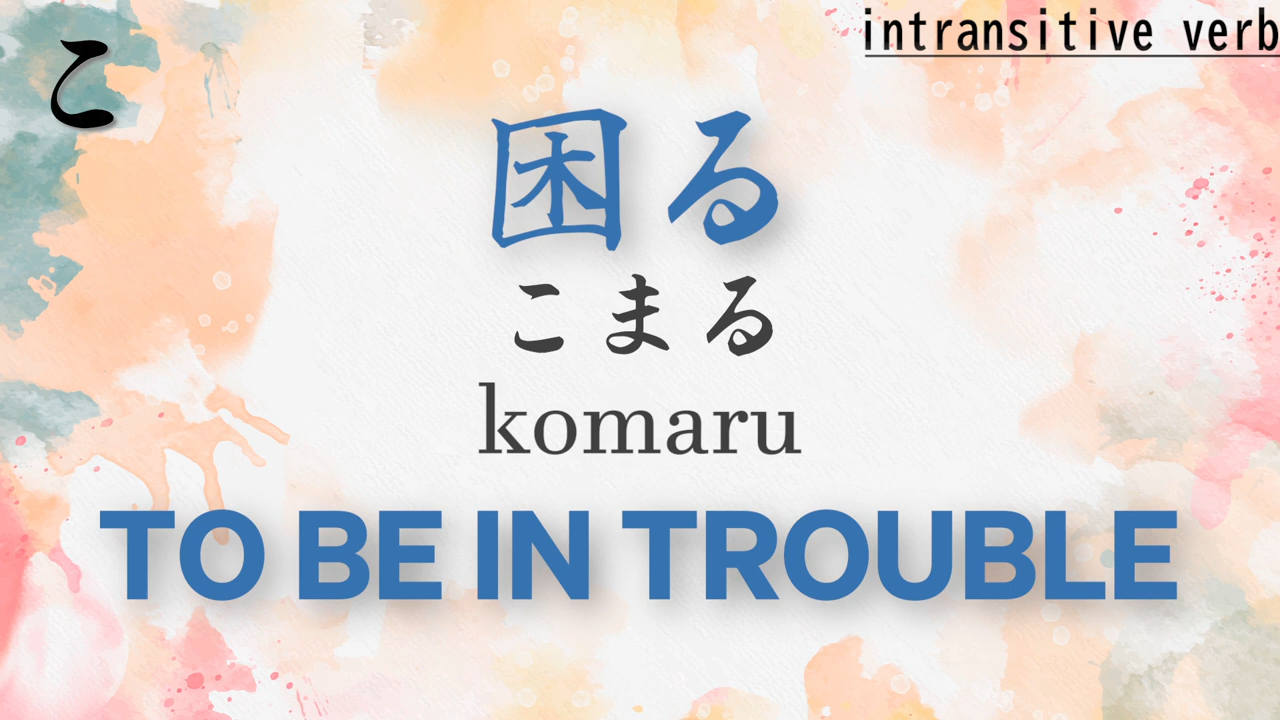 こ
intransitive verb
困る
こまる
komaru
TO BE IN TROUBLE